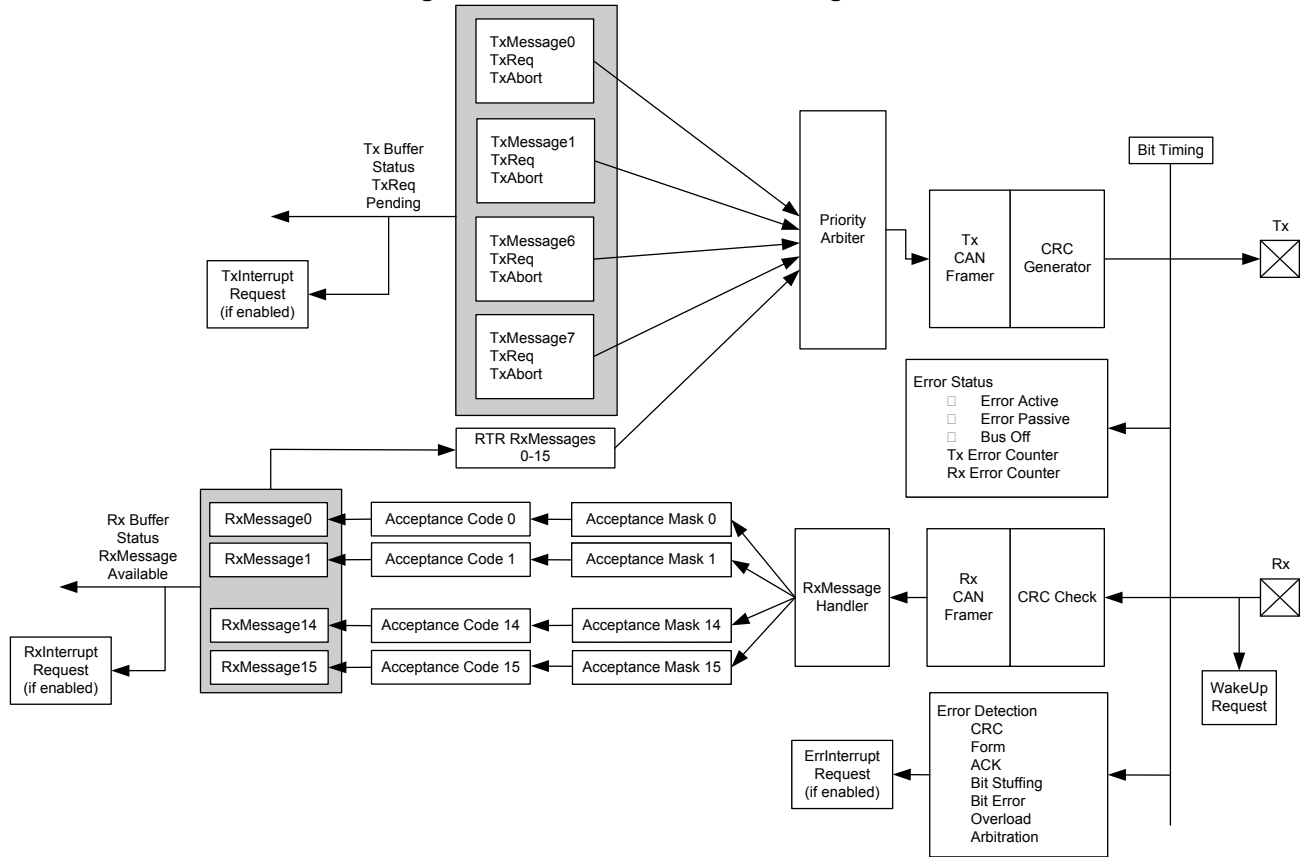 TxMessage0
TxReq
TxAbort
TxMessage1
TxReq
TxAbort
TxMessage6
TxReq
TxAbort
TxMessage7
TxReq
TxAbort
Tx Buffer
Status
TxReq
Pending
TxInterrupt
Request
(if enabled)
Priority
Arbiter
Tx
CAN
Framer
CRC
Generator
Bit Timing
Tx
Error Status
Error Active
Error Passive
Bus Off
Tx Error Counter
Rx Error Counter
RTR RxMessages
0-15
Rx Buffer
Status
RxMessage
Available
RxInterrupt
Request
(if enabled)
RxMessage0
Acceptance Code 0
Acceptance Mask 0
RxMessage1
Acceptance Code 1
Acceptance Mask 1
RxMessage14
Acceptance Code 14
Acceptance Mask 14
RxMessage15
Acceptance Code 15
Acceptance Mask 15
RxMessage
Handler
Rx
CAN
Framer
CRC Check
Rx
WakeUp
Request
Error Detection
CRC
Form
ACK
Bit Stuffing
Bit Error
Overload
Arbitration
ErrInterrupt
Request
(if enabled)